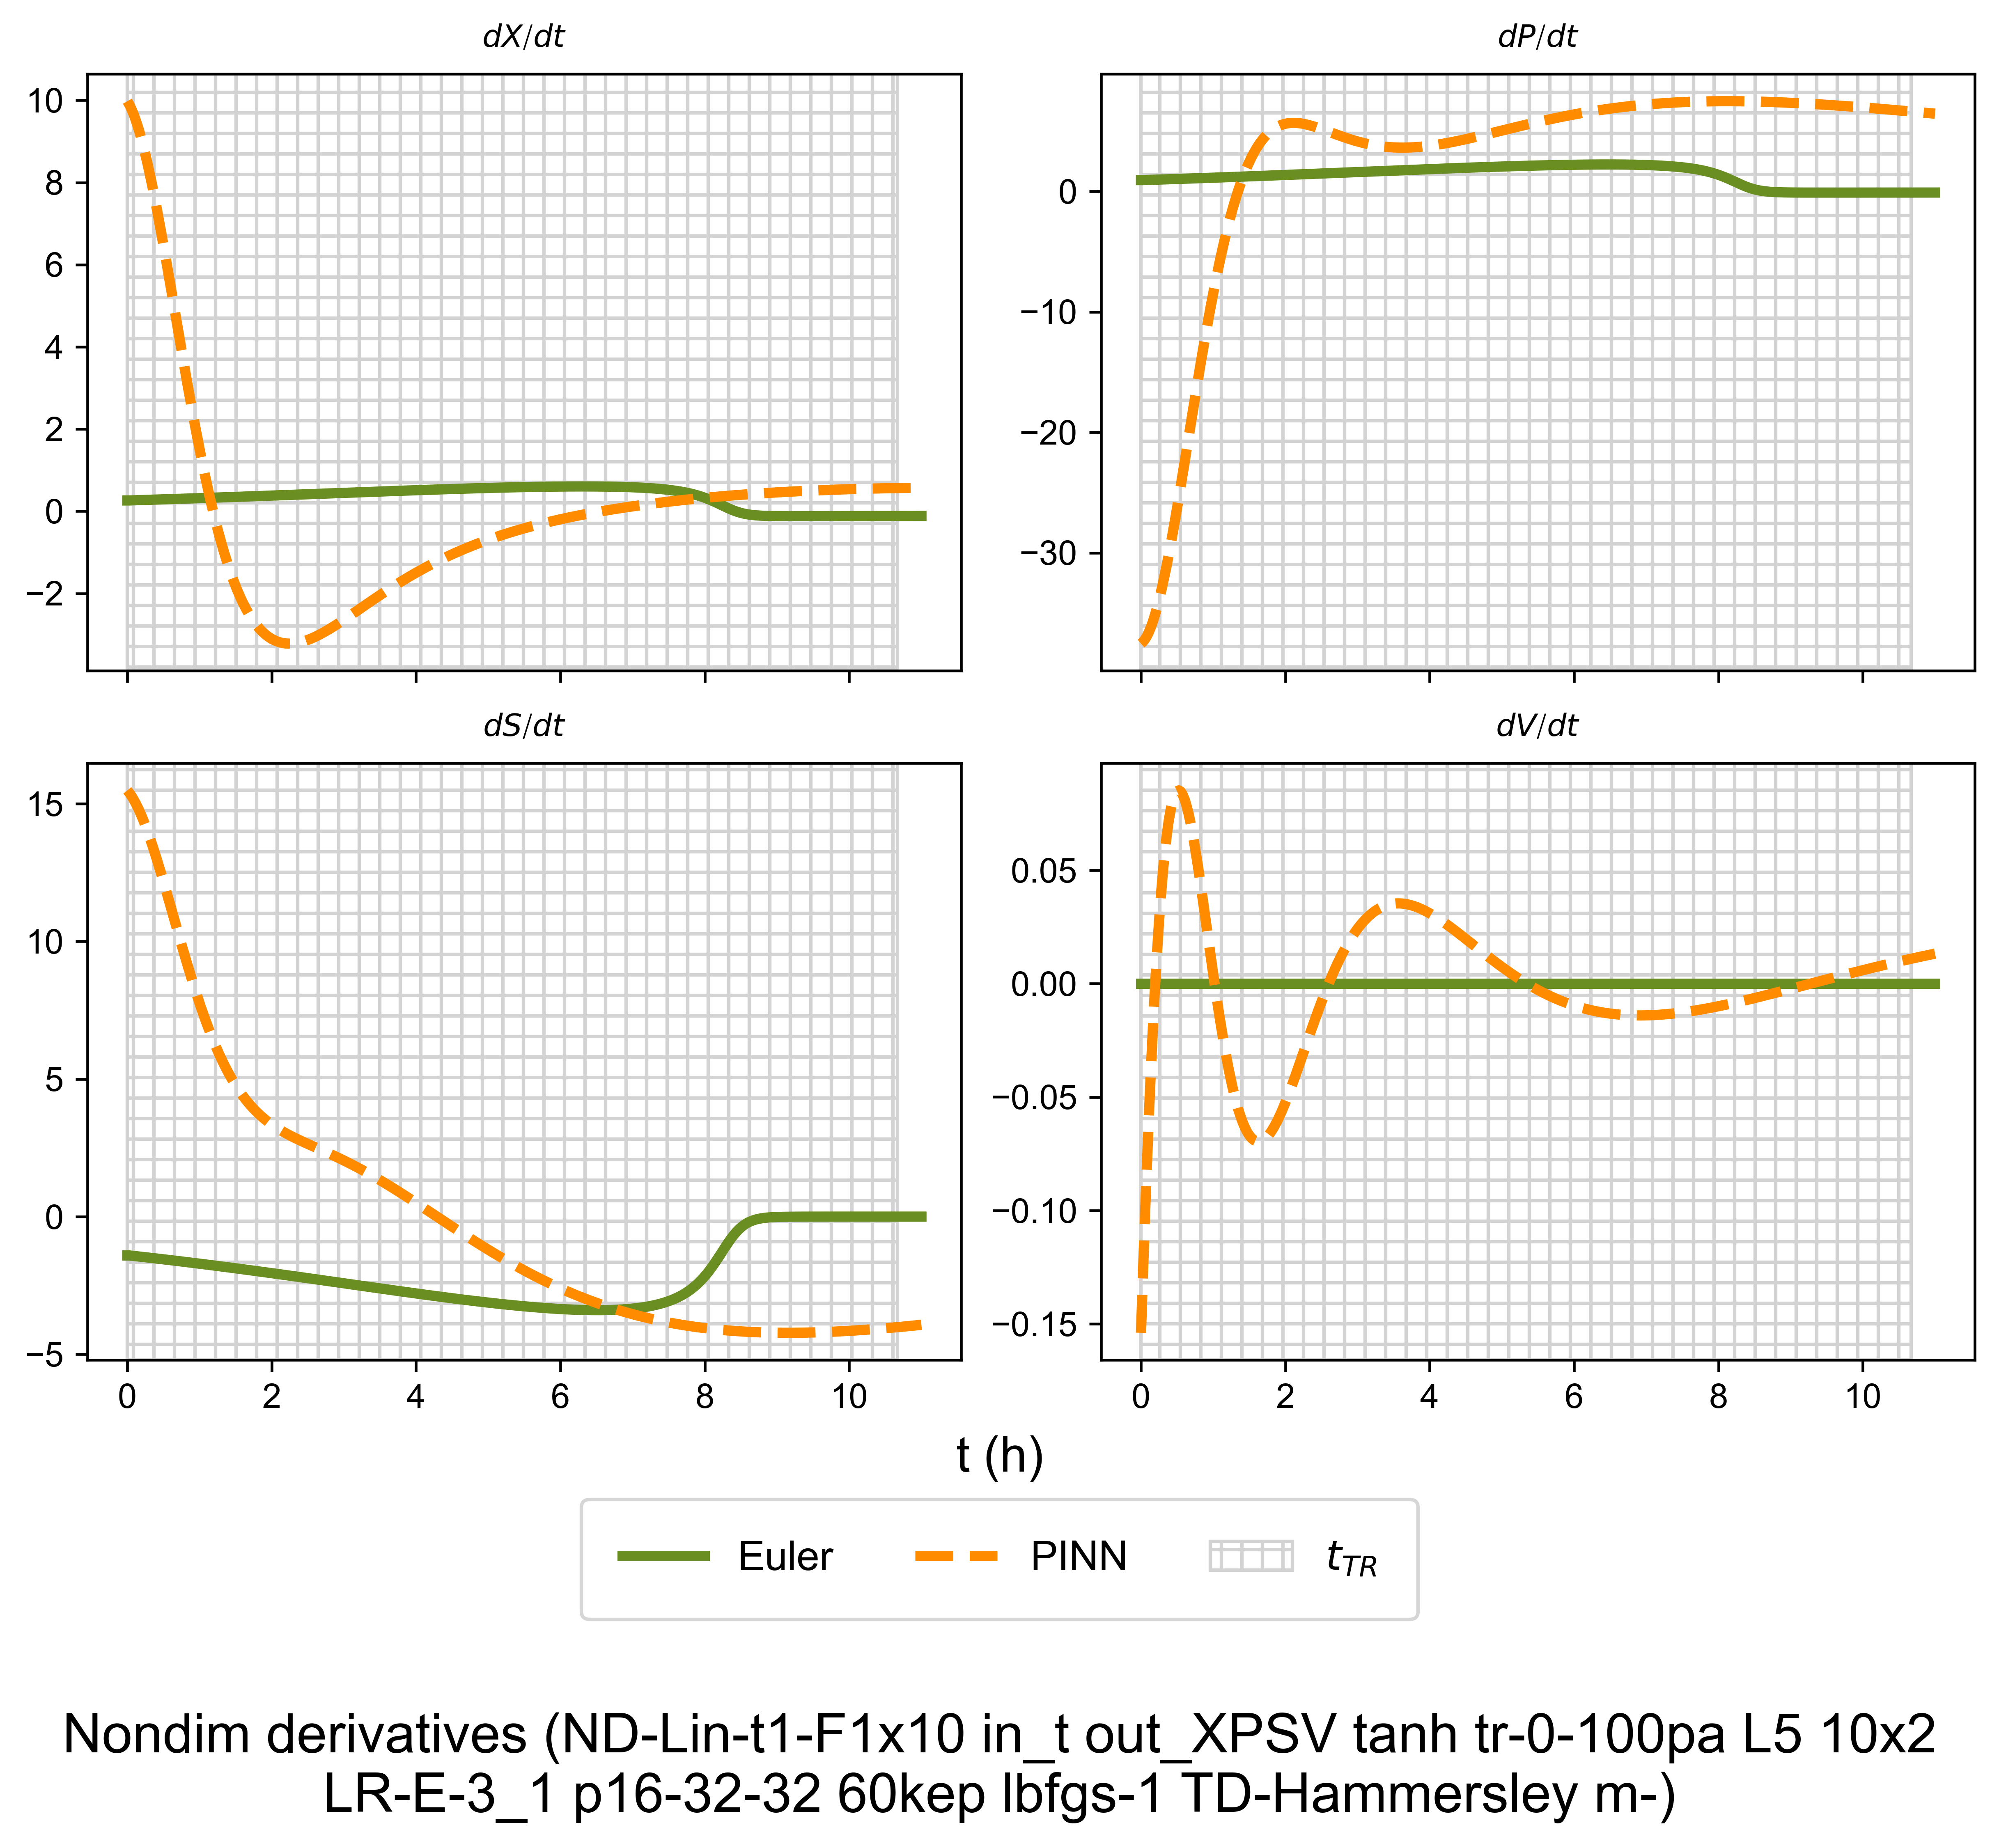 dX/dt
dP/dt
10
8
6
4
2
0
−2
0
−10
−20
−30
dS/dt
dV/dt
15
10
5
0
−5
0.05
0.00
−0.05
−0.10
−0.15
0 2 4 6 8 10
0 2 4 6 8 10
t (h)
Euler PINN t_TR
Nondim derivatives (ND-Lin-t1-F1x10 in_t out_XPSV tanh tr-0-100pa L5 10x2
LR-E-3_1 p16-32-32 60kep lbfgs-1 TD-Hammersley m-)